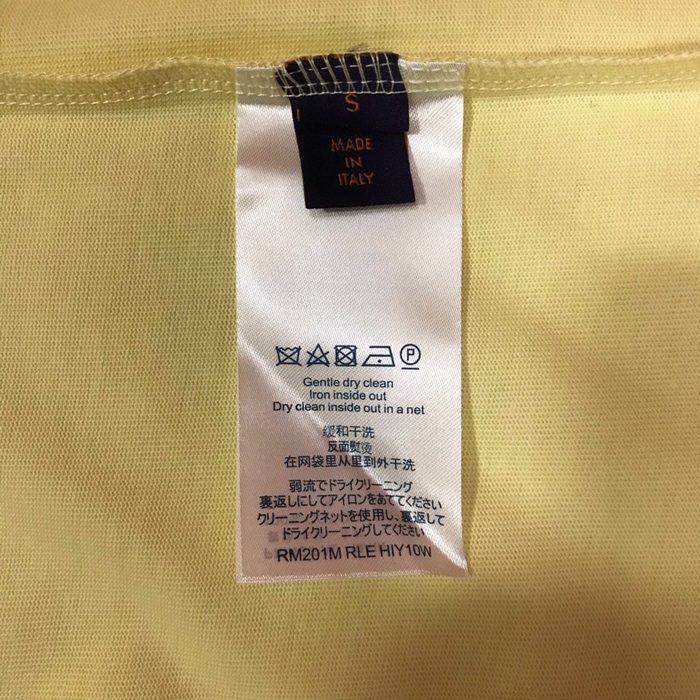 S
MADE
IN
ITALY
P
Gentle dry clean
Iron inside out
Dry clean inside out in a net
缓和干洗
反面熨後
在网袋里从里到外干洗
弱流でドライクリーニング
裏返しにしてアイロンをあててください
クリーニングネットを使用し、裏返して
ドライクリーニングしてください
RM201M RLE HIY10W